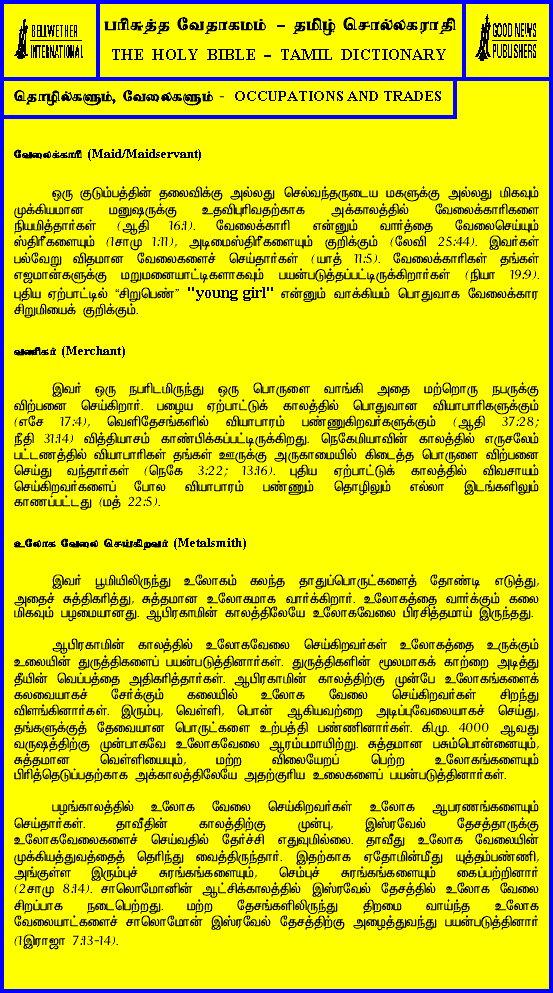 BELLWETHER
INTERNATIONAL
பரிசுத்த வேதாகமம் – தமிழ் சொல்லகராதி
THE HOLY BIBLE – TAMIL DICTIONARY
GOOD NEWS
PUBLISHERS
தொழில்களும், வேலைகளும் - OCCUPATIONS AND TRADES
வேலைக்காரி (Maid/Maidservant)
ஒரு குடும்பத்தின் தலைவிக்கு அல்லது செல்வந்தருடைய மகளுக்கு அல்லது மிகவும்
முக்கியமான மனுஷருக்கு உதவிபுரிவதற்காக அக்காலத்தில் வேலைக்காரிகளை
நியமித்தார்கள் (ஆதி 16:1). வேலைக்காரி என்னும் வார்த்தை வேலைசெய்யும்
ஸ்திரீகளையும் (1சாமு 1:11), அடிமைஸ்திரீகளையும் குறிக்கும் (லேவி 25:44). இவர்கள்
பல்வேறு விதமான வேலைகளைச் செய்தார்கள் (யாத் 11:5). வேலைக்காரிகள் தங்கள்
எஜமான்களுக்கு மறுமனையாட்டிகளாகவும் பயன்படுத்தப்பட்டிருக்கிறார்கள் (நியா 19:9).
புதிய ஏற்பாட்டில் “சிறுபெண்” "young girl" என்னும் வாக்கியம் பொதுவாக வேலைக்கார
சிறுமியைக் குறிக்கும்.
வணிகர் (Merchant)
இவர் ஒரு நபரிடமிருந்து ஒரு பொருளை வாங்கி அதை மற்றொரு நபருக்கு
விற்பனை செய்கிறார். பழைய ஏற்பாட்டுக் காலத்தில் பொதுவான வியாபாரிகளுக்கும்
(எசே 17:4), வெளிதேசங்களில் வியாபாரம் பண்ணுகிறவர்களுக்கும் (ஆதி 37:28;
நீதி 31:14) வித்தியாசம் காண்பிக்கப்பட்டிருக்கிறது. நெகேமியாவின் காலத்தில் எருசலேம்
பட்டணத்தில் வியாபாரிகள் தங்கள் ஊருக்கு அருகாமையில் கிடைத்த பொருளை விற்பனை
செய்து வந்தார்கள் (நெகே 3:22; 13:16). புதிய ஏற்பாட்டுக் காலத்தில் விவசாயம்
செய்கிறவர்களைப் போல வியாபாரம் பண்ணும் தொழிலும் எல்லா இடங்களிலும்
காணப்பட்டது (மத் 22:5).
உலோக வேலை செய்கிறவர் (Metalsmith)
இவர் பூமியிலிருந்து உலோகம் கலந்த தாதுப்பொருட்களைத் தோண்டி எடுத்து,
அதைச் சுத்திகரித்து, சுத்தமான உலோகமாக வார்க்கிறார். உலோகத்தை வார்க்கும் கலை
மிகவும் பழமையானது. ஆபிரகாமின் காலத்திலேயே உலோகவேலை பிரசித்தமாய் இருந்தது.
ஆபிரகாமின் காலத்தில் உலோகவேலை செய்கிறவர்கள் உலோகத்தை உருக்கும்
உலையின் துருத்திகளைப் பயன்படுத்தினார்கள். துருத்திகளின் மூலமாகக் காற்றை அடித்து
தீயின் வெப்பத்தை அதிகரித்தார்கள். ஆபிரகாமின் காலத்திற்கு முன்பே உலோகங்களைக்
கலவையாகச் சேர்க்கும் கலையில் உலோக வேலை செய்கிறவர்கள் சிறந்து
விளங்கினார்கள். இரும்பு, வெள்ளி, பொன் ஆகியவற்றை அடிப்புவேலையாகச் செய்து,
தங்களுக்குத் தேவையான பொருட்களை உற்பத்தி பண்ணினார்கள். கி.மு. 4000 ஆவது
வருஷத்திற்கு முன்பாகவே உலோகவேலை ஆரம்பமாயிற்று. சுத்தமான பசும்பொன்னையும்,
சுத்தமான வெள்ளியையும், மற்ற விலையேறப் பெற்ற உலோகங்களையும்
பிரித்தெடுப்பதற்காக அக்காலத்திலேயே அதற்குரிய உலைகளைப் பயன்படுத்தினார்கள்.
பழங்காலத்தில் உலோக வேலை செய்கிறவர்கள் உலோக ஆபரணங்களையும்
செய்தார்கள். தாவீதின் காலத்திற்கு முன்பு, இஸ்ரவேல் தேசத்தாருக்கு
உலோகவேலைகளைச் செய்வதில் தேர்ச்சி எதுவுமில்லை. தாவீது உலோக வேலையின்
முக்கியத்துவத்தைத் தெரிந்து வைத்திருந்தார். இதற்காக ஏதோமின்மீது யுத்தம்பண்ணி,
அங்குள்ள இரும்புச் சுரங்கங்களையும், செம்புச் சுரங்கங்களையும் கைப்பற்றினார்
(2சாமு 8:14). சாலொமோனின் ஆட்சிக்காலத்தில் இஸ்ரவேல் தேசத்தில் உலோக வேலை
சிறப்பாக நடைபெற்றது. மற்ற தேசங்களிலிருந்து திறமை வாய்ந்த உலோக
வேலையாட்களைச் சாலொமோன் இஸ்ரவேல் தேசத்திற்கு அழைத்துவந்து பயன்படுத்தினார்
(1இராஜா 7:13-14).